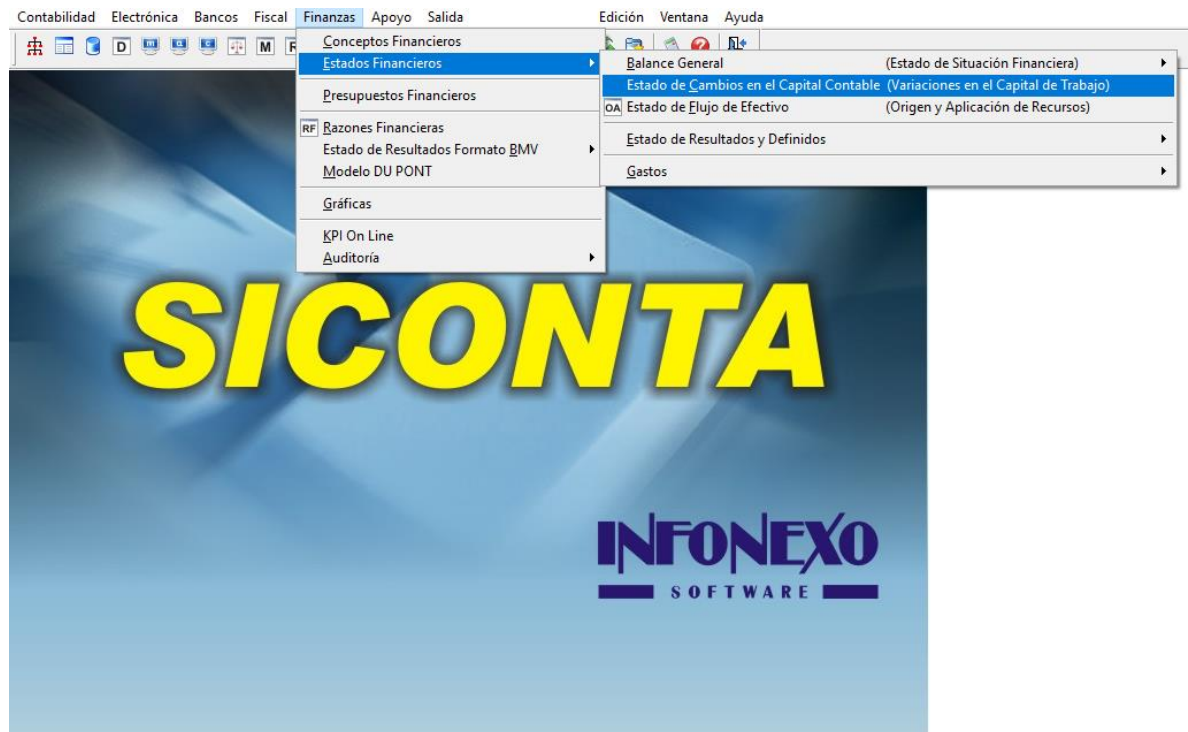 Contabilidad Electrónica Bancos Fiscal Finanzas Apoyo Salida Edición Ventana Ayuda
D M
Conceptos Financieros
Estados Financieros
Presupuestos Financieros
RF Razones Financieras
Estado de Resultados Formato BMV
Modelo DU PONT
Gráficas
KPI On Line
Auditoría
Balance General (Estado de Situación Financiera)
Estado de Cambios en el Capital Contable (Variaciones en el Capital de Trabajo)
OA Estado de Flujo de Efectivo (Origen y Aplicación de Recursos)
Estado de Resultados y Definidos
Gastos
SICONTA
INFONEXO
SOFTWARE